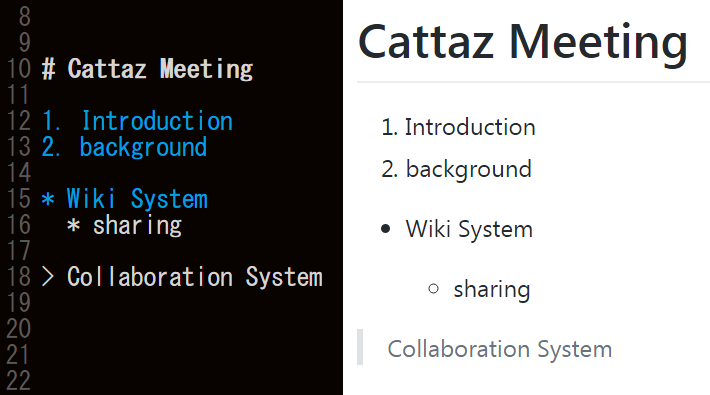 8
9
10 # Cattaz Meeting
11
12 1. Introduction
13 2. background
14
15 * Wiki System
16   * sharing
17
18 > Collaboration System
19
20
21
22
Cattaz Meeting
1. Introduction
2. background
• Wiki System
○ sharing
Collaboration System